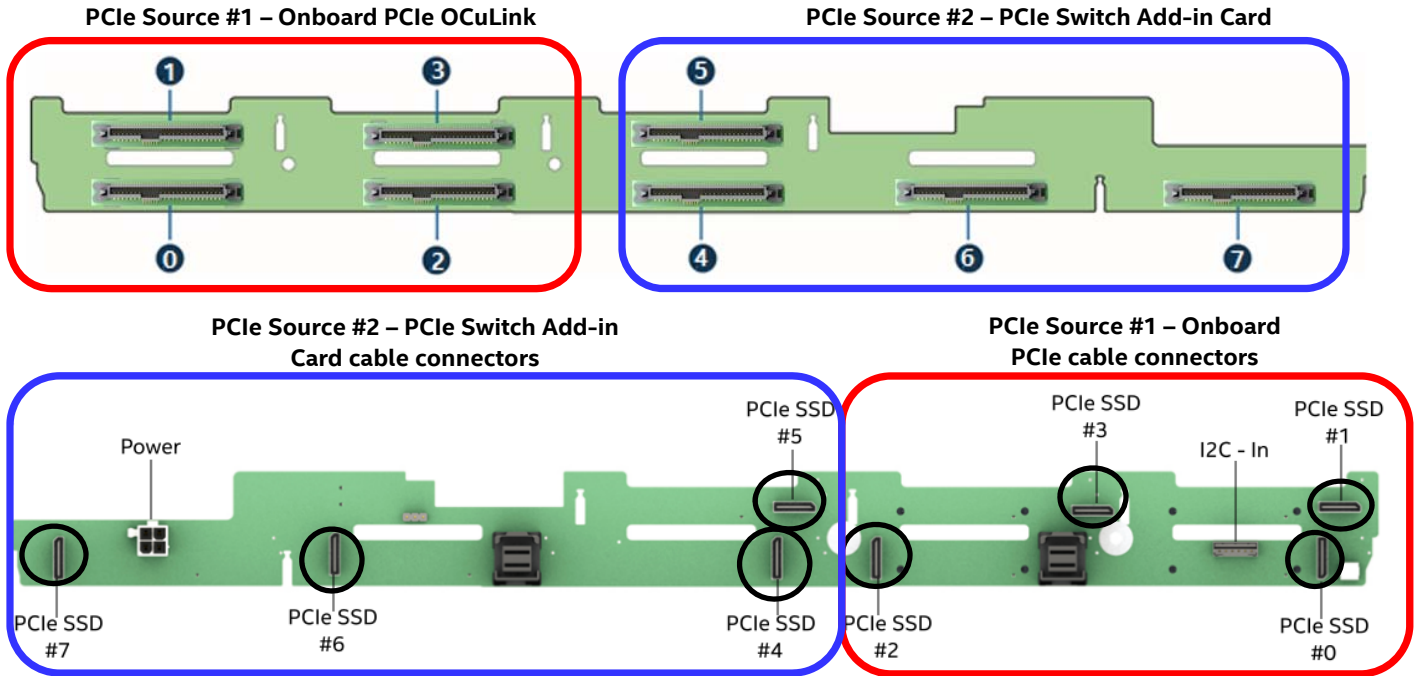 PCIe Source #1 – Onboard PCIe OCuLink
PCIe Source #2 – PCIe Switch Add-in Card
1
3
5
0
2
4
6
7
PCIe Source #2 – PCIe Switch Add-in
Card cable connectors
PCIe Source #1 – Onboard
PCIe cable connectors
Power
PCIe SSD
#5
PCIe SSD
#3
I2C - In
PCIe SSD
#1
PCIe SSD
#7
PCIe SSD
#6
PCIe SSD
#4
PCIe SSD
#2
PCIe SSD
#0